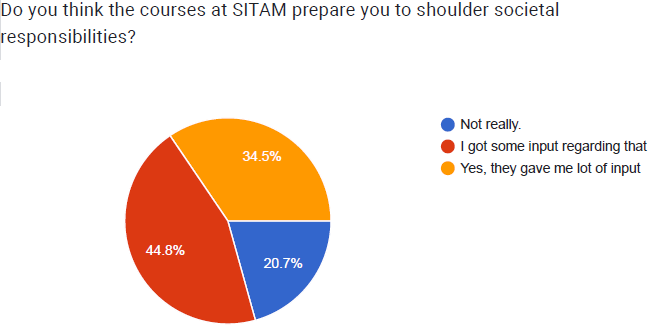 Do you think the courses at SITAM prepare you to shoulder societal
responsibilities?
Not really.
I got some input regarding that
Yes, they gave me lot of input
34.5%
44.8%
20.7%